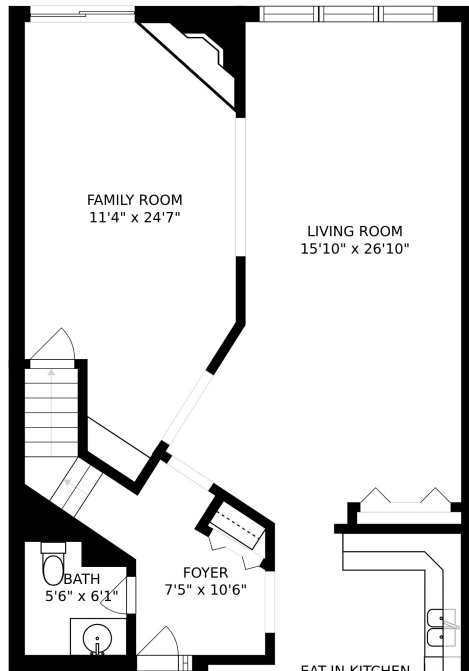 FAMILY ROOM
11'4" x 24'7"
LIVING ROOM
15'10" x 26'10"
BATH
5'6" x 6'1"
FOYER
7'5" x 10'6"
EAT IN KITCHEN